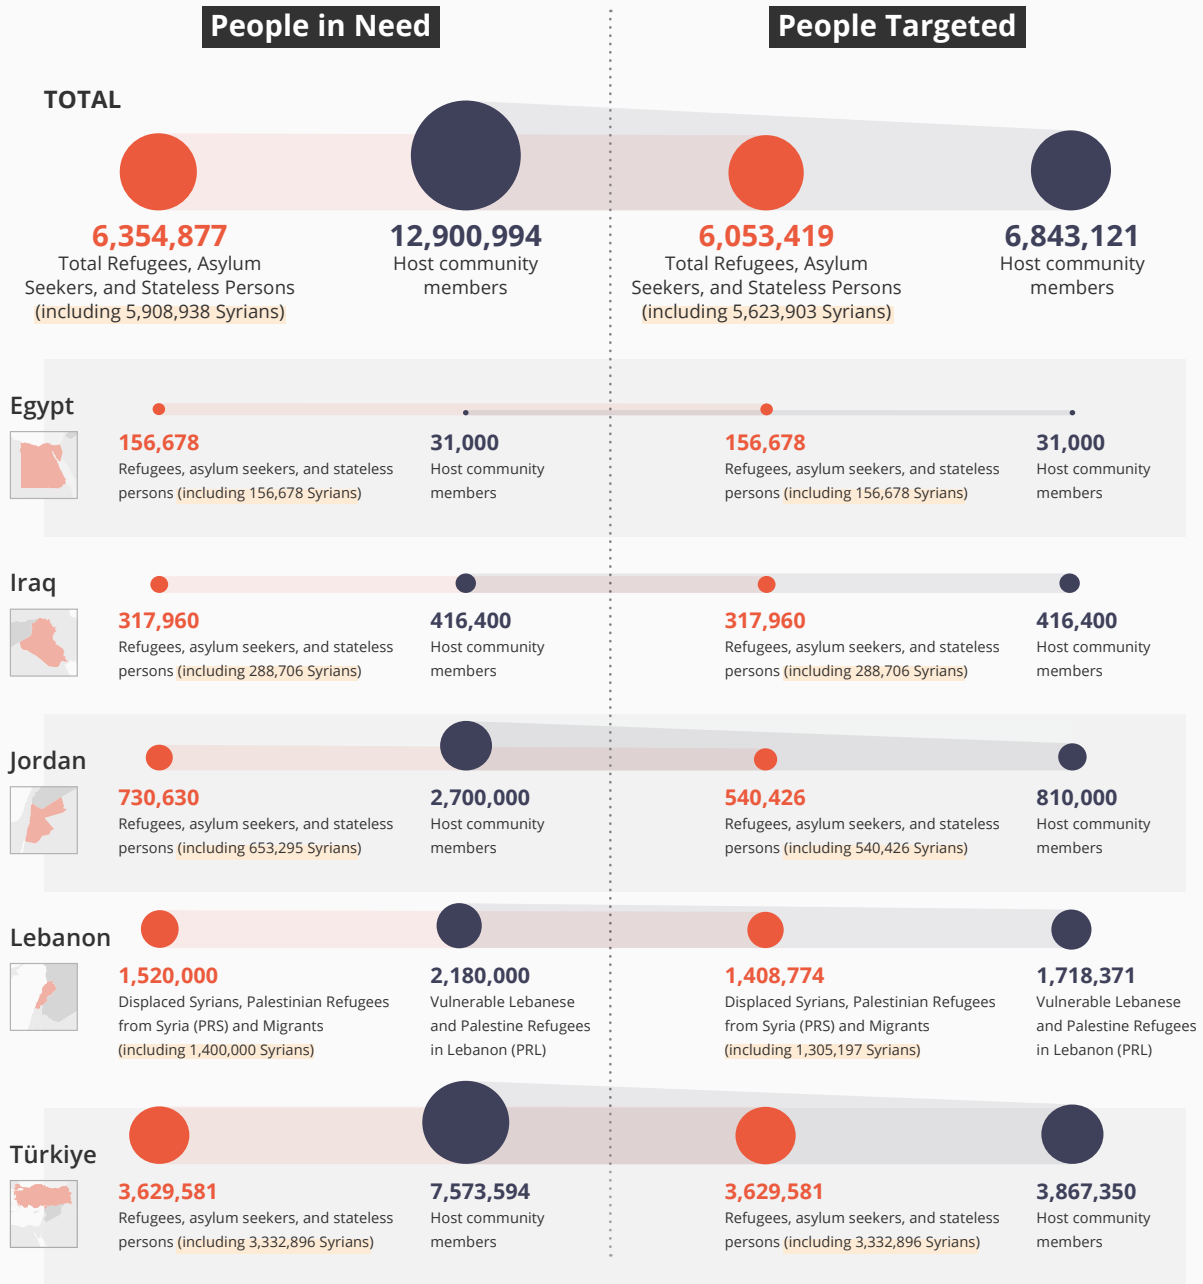 People in Need
People Targeted
TOTAL
6,354,877
Total Refugees, Asylum
Seekers, and Stateless Persons
(including 5,908,938 Syrians)
12,900,994
Host community
members
6,053,419
Total Refugees, Asylum
Seekers, and Stateless Persons
(including 5,623,903 Syrians)
6,843,121
Host community
members
Egypt
156,678
Refugees, asylum seekers, and stateless
persons (including 156,678 Syrians)
31,000
Host community
members
156,678
Refugees, asylum seekers, and stateless
persons (including 156,678 Syrians)
31,000
Host community
members
Iraq
317,960
Refugees, asylum seekers, and stateless
persons (including 288,706 Syrians)
416,400
Host community
members
317,960
Refugees, asylum seekers, and stateless
persons (including 288,706 Syrians)
416,400
Host community
members
Jordan
730,630
Refugees, asylum seekers, and stateless
persons (including 653,295 Syrians)
2,700,000
Host community
members
540,426
Refugees, asylum seekers, and stateless
persons (including 540,426 Syrians)
810,000
Host community
members
Lebanon
1,520,000
Displaced Syrians, Palestinian Refugees
from Syria (PRS) and Migrants
(including 1,400,000 Syrians)
2,180,000
Vulnerable Lebanese
and Palestine Refugees
in Lebanon (PRL)
1,408,774
Displaced Syrians, Palestinian Refugees
from Syria (PRS) and Migrants
(including 1,305,197 Syrians)
1,718,371
Vulnerable Lebanese
and Palestine Refugees
in Lebanon (PRL)
Türkiye
3,629,581
Refugees, asylum seekers, and stateless
persons (including 3,332,896 Syrians)
7,573,594
Host community
members
3,629,581
Refugees, asylum seekers, and stateless
persons (including 3,332,896 Syrians)
3,867,350
Host community
members